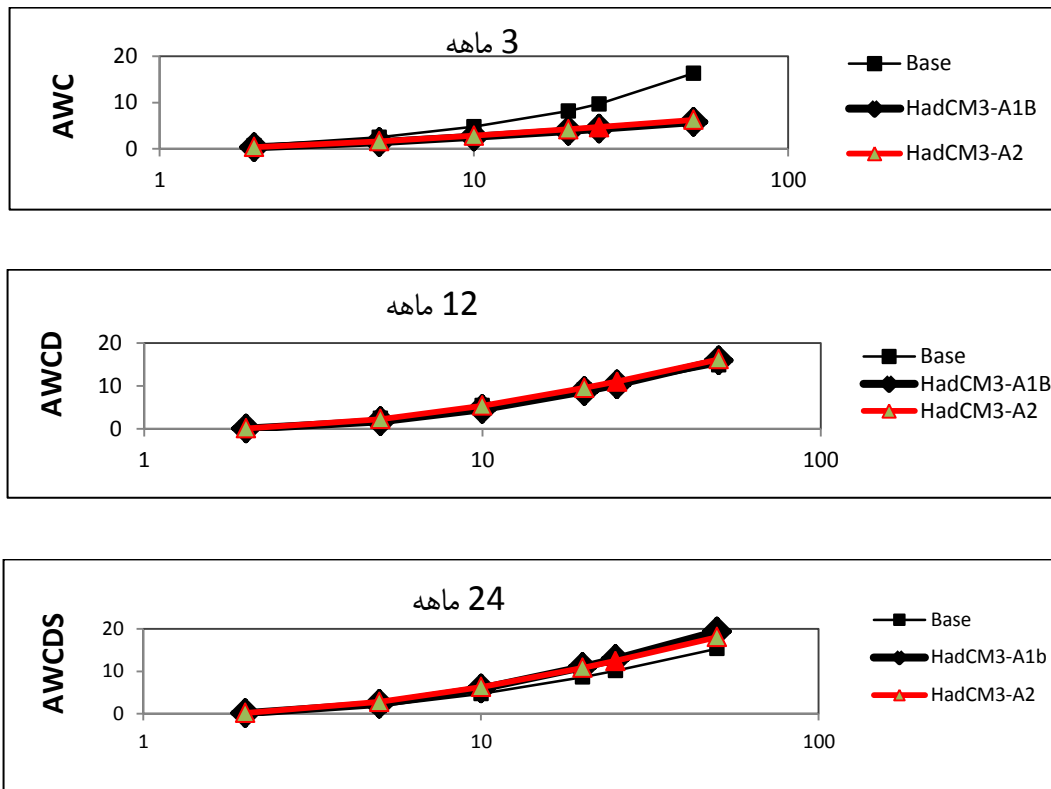 3 ماهه
AWC
20
10
0
1
10
100
Base
HadCM3-A1B
HadCM3-A2
12 ماهه
AWCD
20
10
0
1
10
100
Base
HadCM3-A1B
HadCM3-A2
24 ماهه
AWCDS
20
10
0
1
10
100
Base
HadCM3-A1b
HadCM3-A2